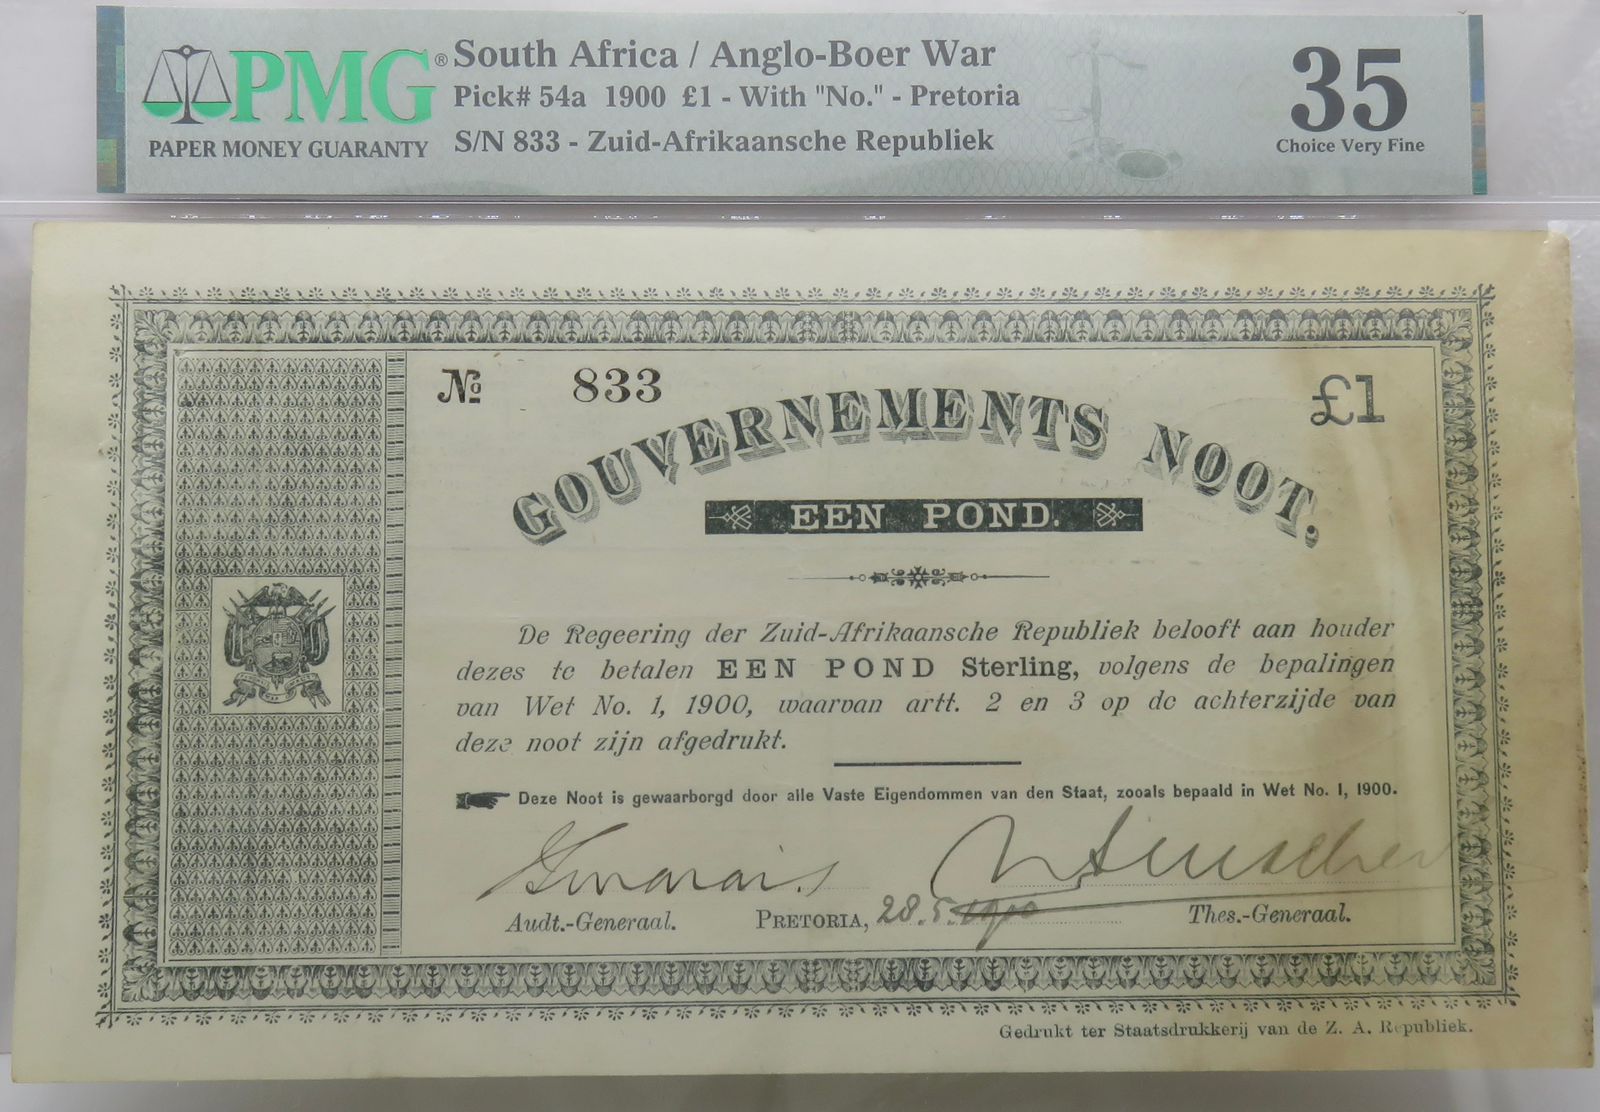 PMG®
PAPER MONEY GUARANTY
South Africa / Anglo-Boer War
Pick# 54a 1900 £1 - With "No." - Pretoria
S/N 833 - Zuid-Afrikaansche Republiek
35
Choice Very Fine
No 833
£1
GOUVERNEMENTS NOOT,
EEN POND.
De Regeering der Zuid-Afrikaansche Republiek belooft aan houder
dezes te betalen EEN POND Sterling, volgens de bepalingen
van Wet No. 1, 1900, waarvan artt. 2 en 3 op de achterzijde van
deze noot zijn afgedrukt.
Deze Noot is gewaarborgd door alle Vaste Eigendommen van den Staat, zooals bepaald in Wet No. 1, 1900.
Audt.-Generaal.
PRETORIA, 28.5.1900
Thes.-Generaal.
Gedrukt ter Staatsdrukkerij van de Z. A. Republiek.